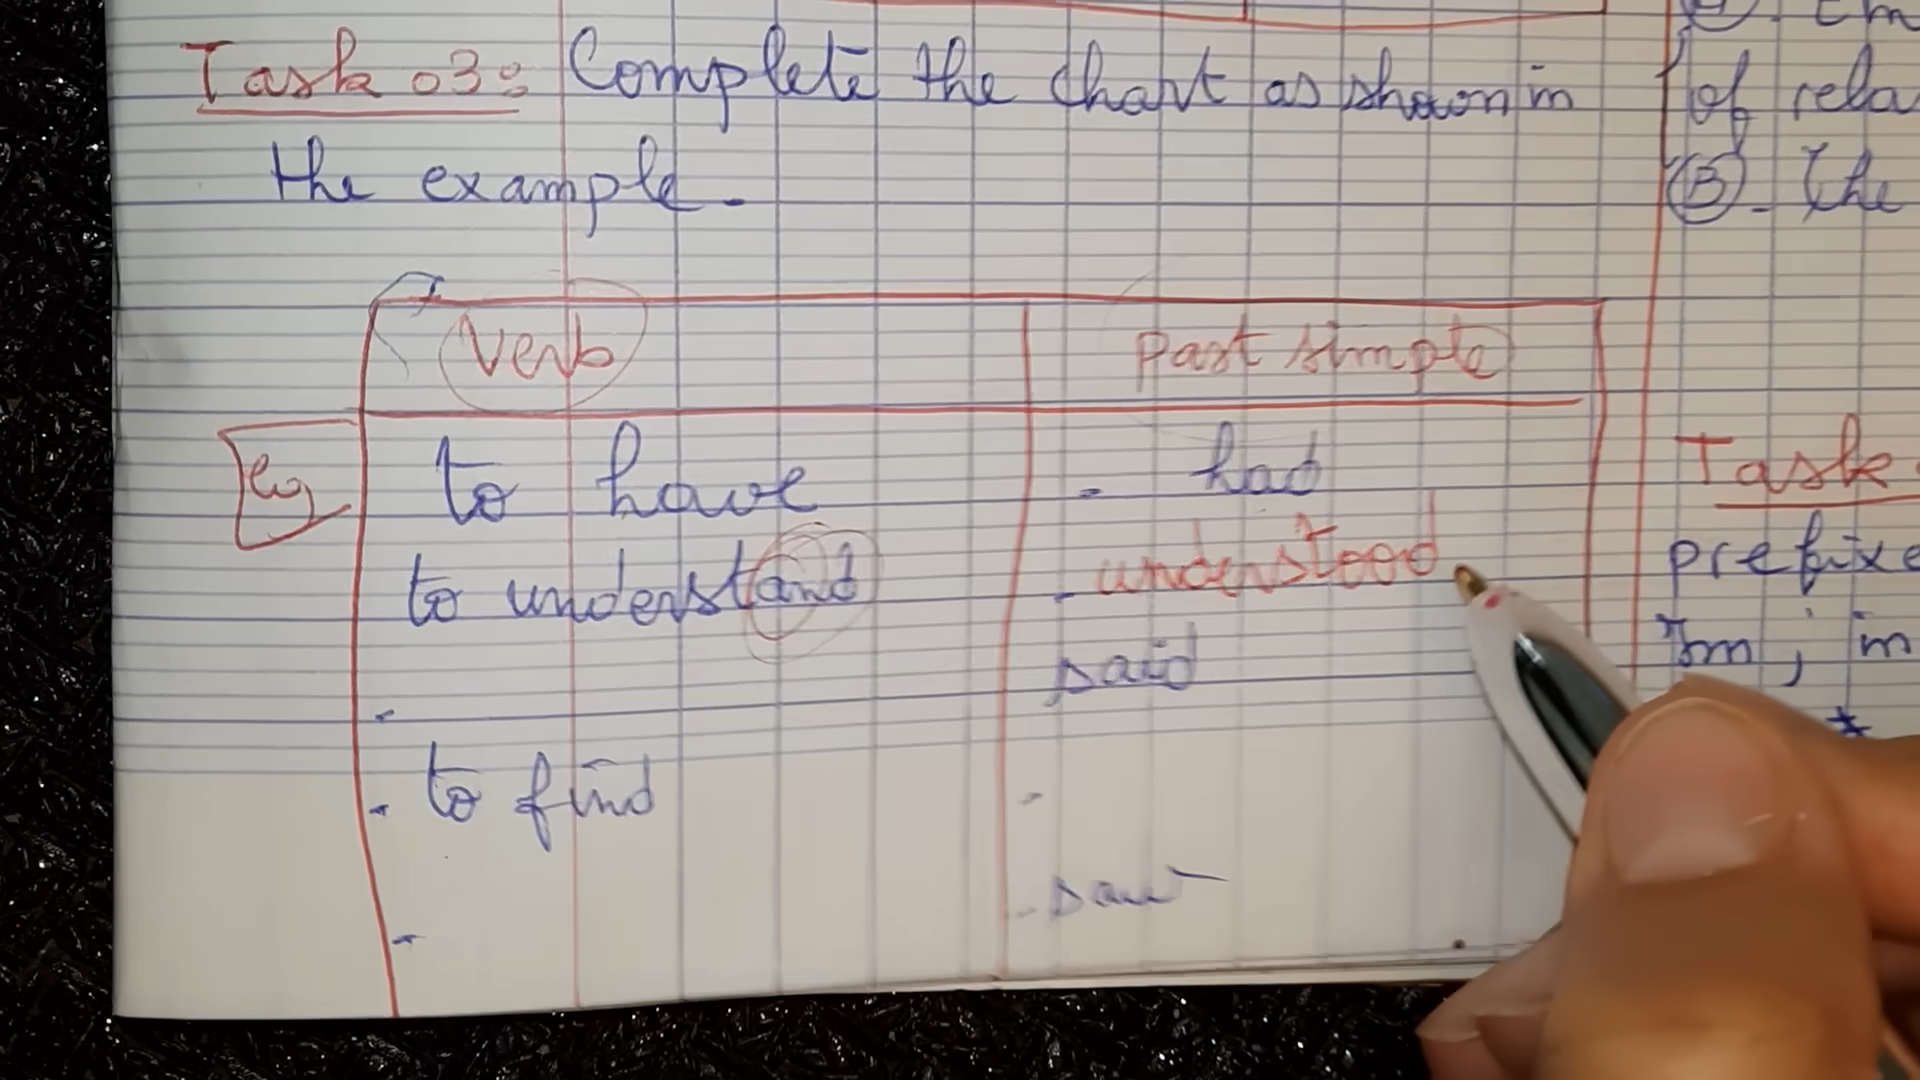 Task 03: Complete the chart as shown in
the example.
Verb
Past simple
eg
to have
- had
to understand
- understood
said
-
- to find
-
- saw
-
of rela
B. The
Task
prefixe
im, in
*